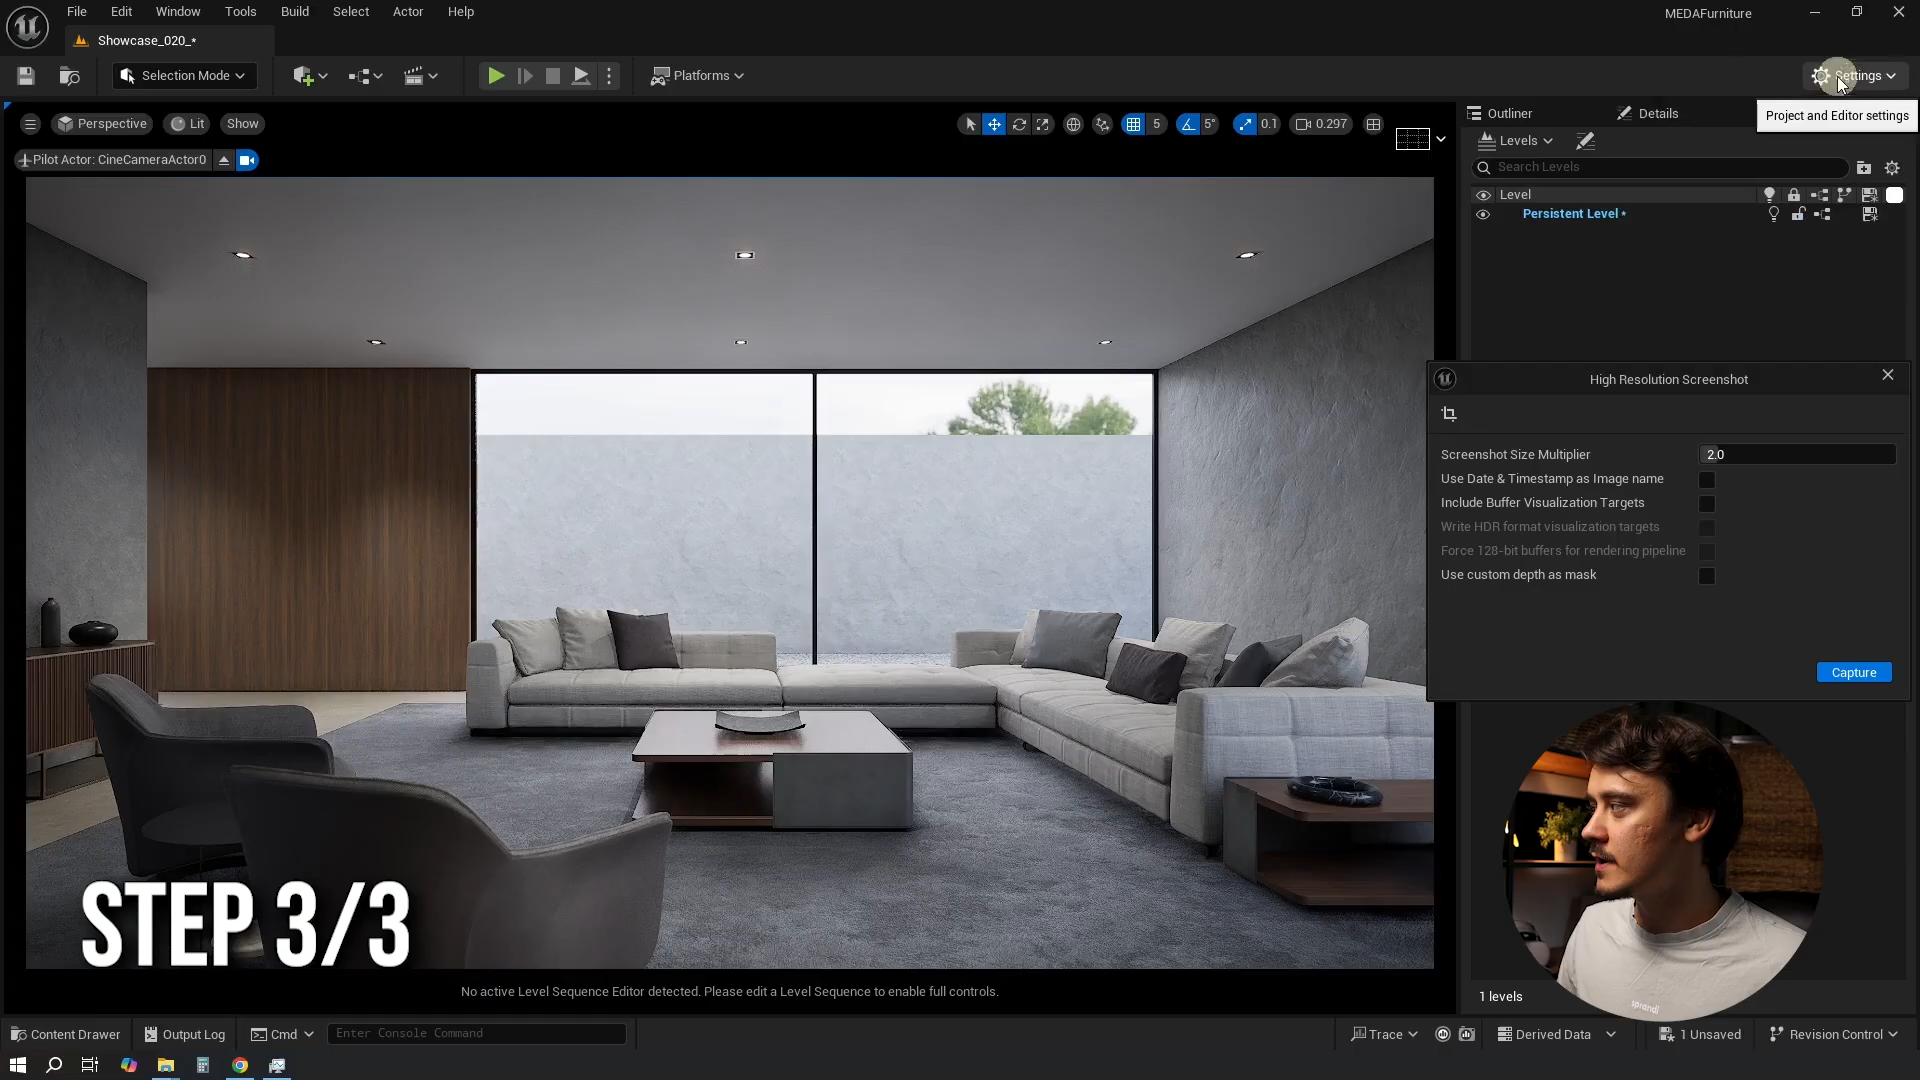 File Edit Window Tools Build Select Actor Help
MEDAFurniture
Showcase_020_*
Selection Mode
Platforms
Settings
Project and Editor settings
Perspective
Lit
Show
5
5°
0.1
0.297
Pilot Actor: CineCameraActor0
Outliner
Details
Levels
Search Levels
Level
Persistent Level *
High Resolution Screenshot
Screenshot Size Multiplier
2.0
Use Date & Timestamp as Image name
Include Buffer Visualization Targets
Write HDR format visualization targets
Force 128-bit buffers for rendering pipeline
Use custom depth as mask
Capture
STEP 3/3
No active Level Sequence Editor detected. Please edit a Level Sequence to enable full controls.
1 levels
sprandi
Content Drawer
Output Log
Cmd
Enter Console Command
Trace
Derived Data
1 Unsaved
Revision Control